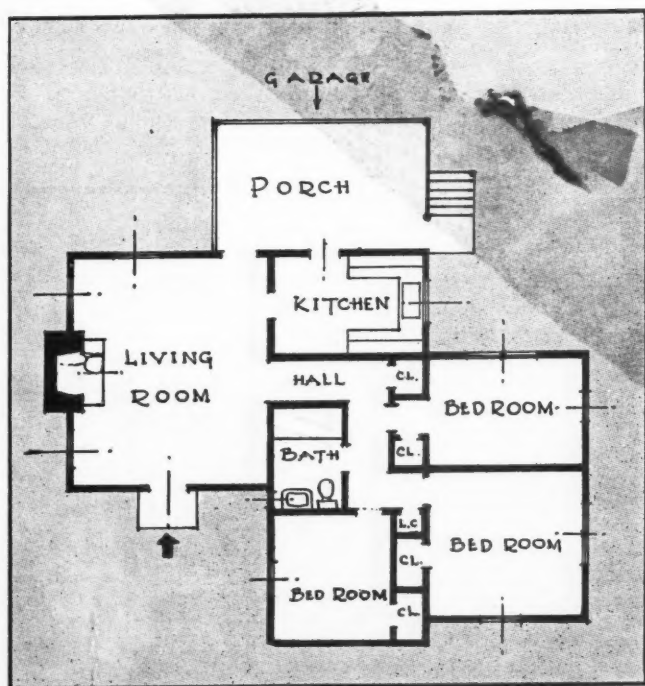 GARAGE
PORCH
KITCHEN
LIVING
ROOM
HALL
CL.
BED ROOM
BATH
CL.
L.C
BED ROOM
CL.
BED ROOM
CL.